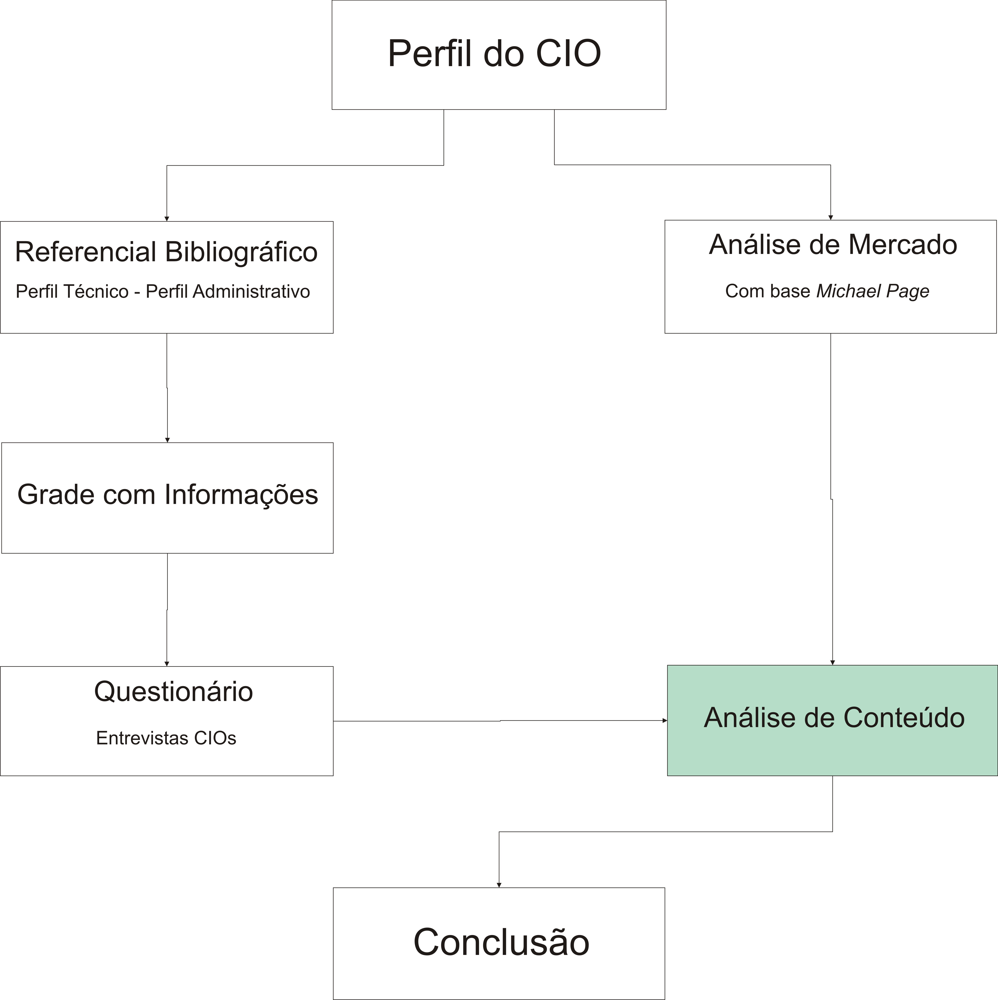 Perfil do CIO
Referencial Bibliográfico
Perfil Técnico - Perfil Administrativo
Análise de Mercado
Com base Michael Page
Grade com Informações
Questionário
Entrevistas CIOs
Análise de Conteúdo
Conclusão